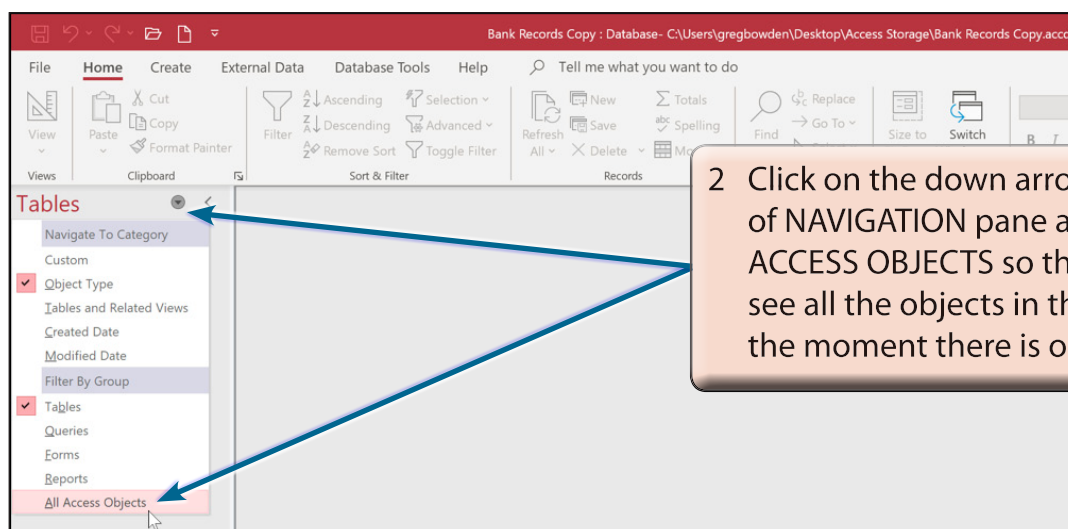 Bank Records Copy : Database- C:\Users\gregbowden\Desktop\Access Storage\Bank Records Copy.accd
File Home Create External Data Database Tools Help Tell me what you want to do
View
Paste
Cut
Copy
Format Painter
Filter
Ascending
Descending
Remove Sort
Selection
Advanced
Toggle Filter
Refresh
All
New
Save
Delete
Totals
Spelling
Find
Replace
Go To
Size to
Switch
B I
Views Clipboard Sort & Filter Records
Tables
Navigate To Category
Custom
Object Type
Tables and Related Views
Created Date
Modified Date
Filter By Group
Tables
Queries
Forms
Reports
All Access Objects
2 Click on the down arro
of NAVIGATION pane a
ACCESS OBJECTS so th
see all the objects in th
the moment there is o